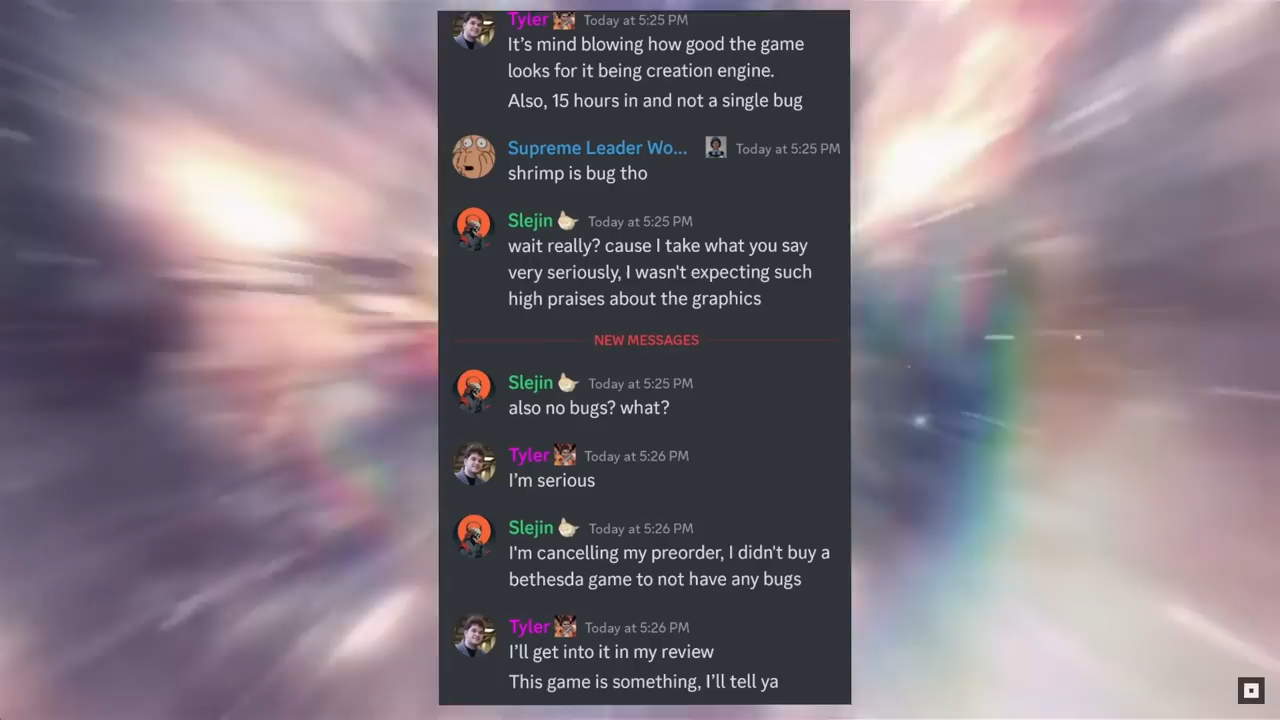 Tyler Today at 5:25 PM
It's mind blowing how good the game
looks for it being creation engine.
Also, 15 hours in and not a single bug
Supreme Leader Wo... Today at 5:25 PM
shrimp is bug tho
Slejin Today at 5:25 PM
wait really? cause I take what you say
very seriously, I wasn't expecting such
high praises about the graphics
NEW MESSAGES
Slejin Today at 5:25 PM
also no bugs? what?
Tyler Today at 5:26 PM
I'm serious
Slejin Today at 5:26 PM
I'm cancelling my preorder, I didn't buy a
bethesda game to not have any bugs
Tyler Today at 5:26 PM
I'll get into it in my review
This game is something, I'll tell ya